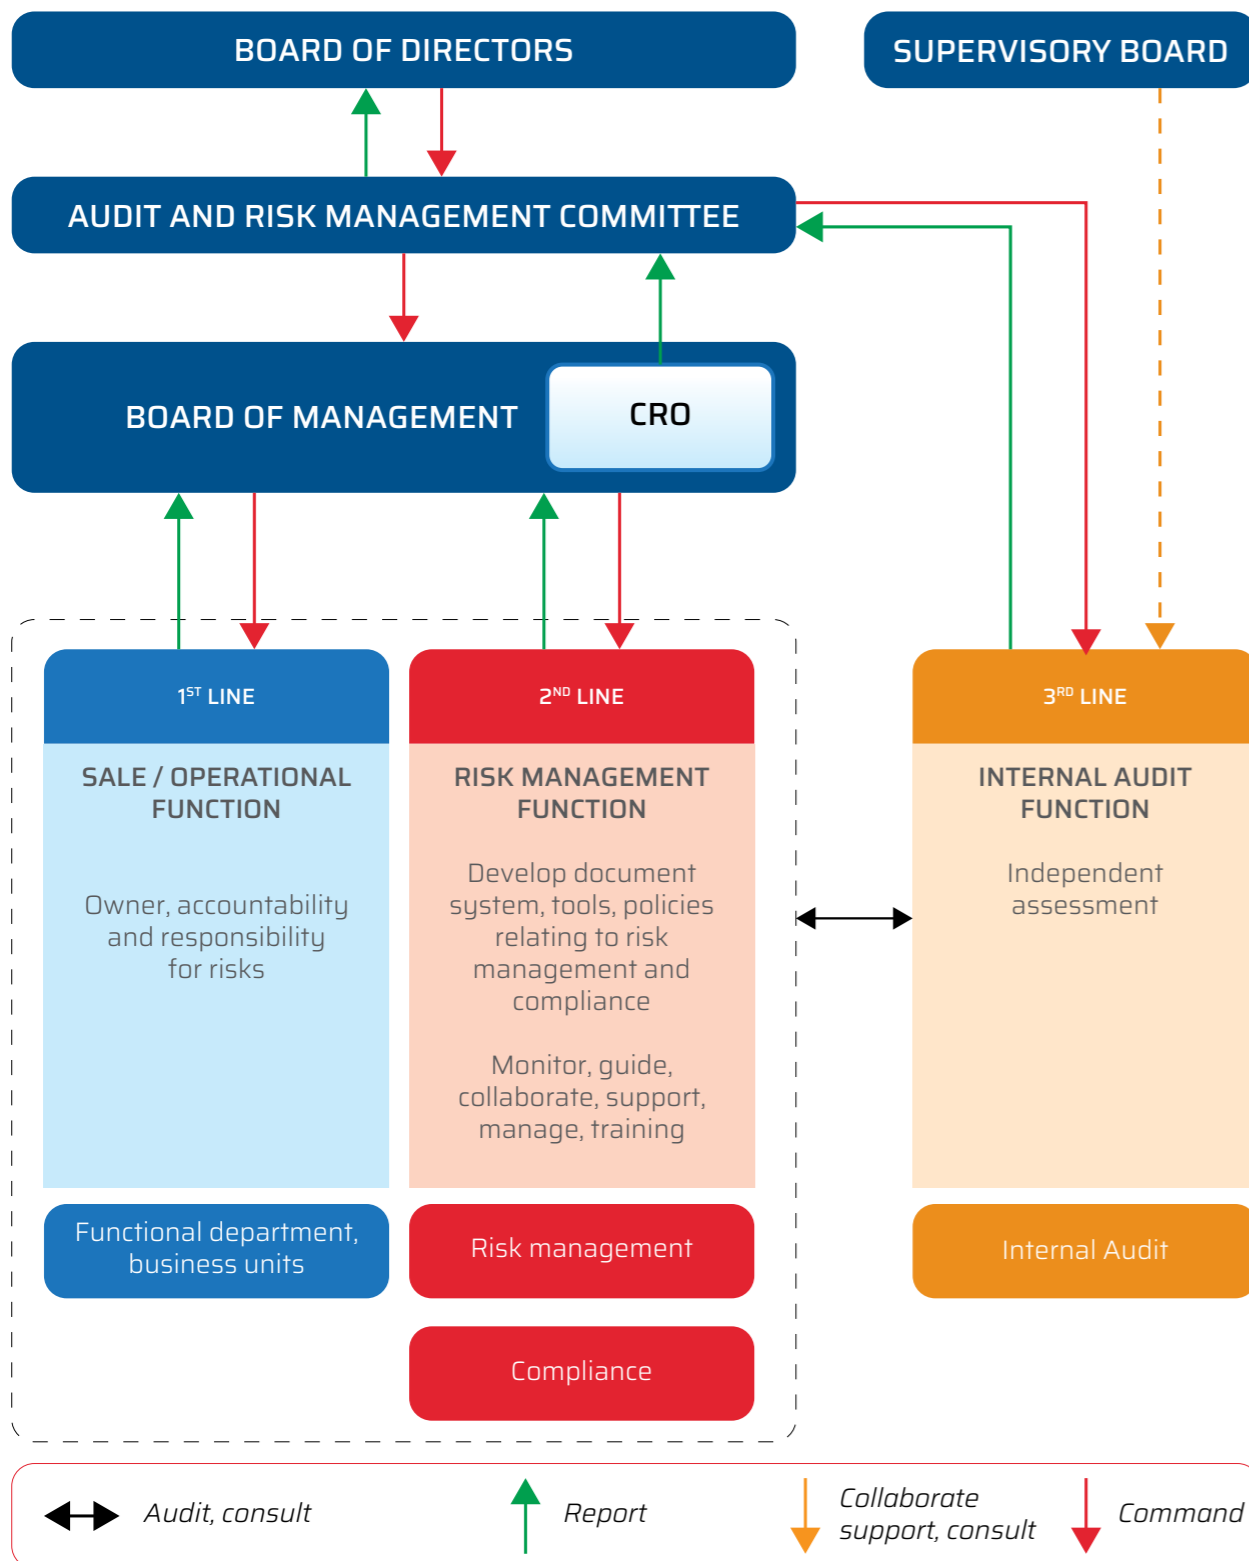 BOARD OF DIRECTORS
SUPERVISORY BOARD
AUDIT AND RISK MANAGEMENT COMMITTEE
BOARD OF MANAGEMENT
CRO
1ST LINE
SALE / OPERATIONAL
FUNCTION
Owner, accountability
and responsibility
for risks
Functional department,
business units
2ND LINE
RISK MANAGEMENT
FUNCTION
Develop document
system, tools, policies
relating to risk
management and
compliance
Monitor, guide,
collaborate, support,
manage, training
Risk management
Compliance
3RD LINE
INTERNAL AUDIT
FUNCTION
Independent
assessment
Internal Audit
Audit, consult
Report
Collaborate
support, consult
Command